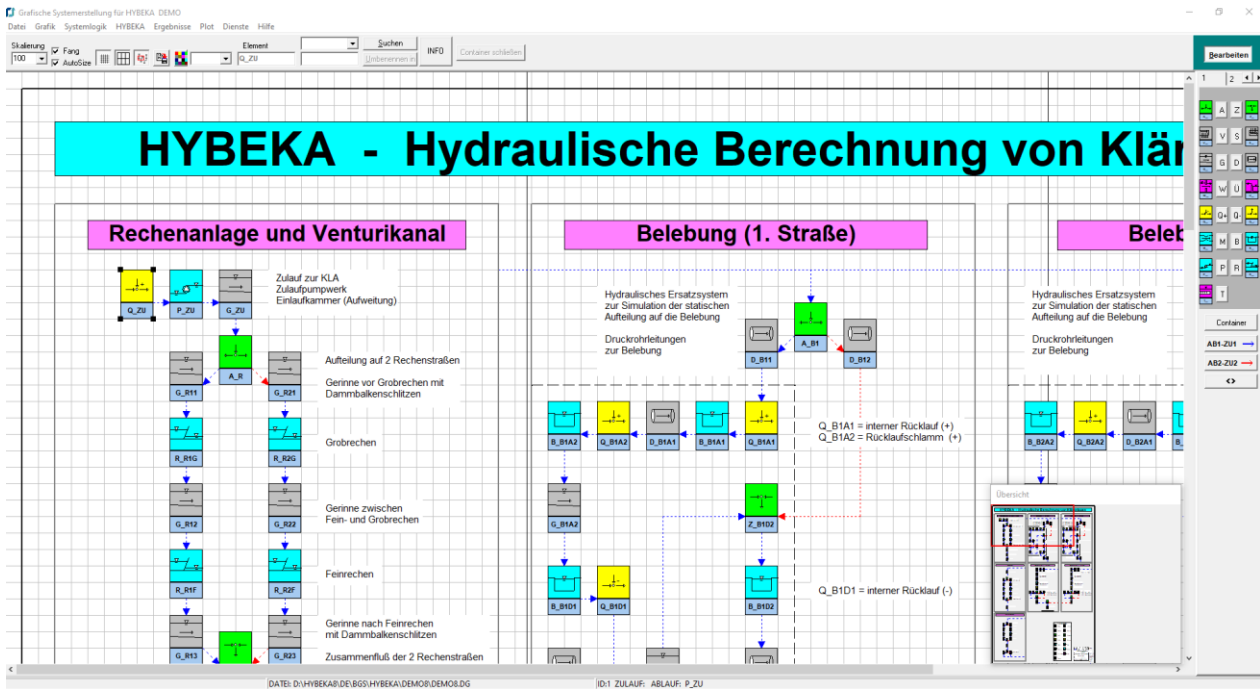 Grafische Systemerstellung für HYBEKA DEMO
Datei Grafik Systemlogik HYBEKA Ergebnisse Plot Dienste Hilfe
Skalierung
100
Fang
AutoSize
Element
Q_ZU
Suchen
Umbenennen in
INFO
Container schließen
Bearbeiten
1 2
HYBEKA - Hydraulische Berechnung von Klär
Rechenanlage und Venturikanal
Belebung (1. Straße)
Beleb
Q_ZU P_ZU G_ZU
Zulauf zur KLA
Zulaufpumpwerk
Einlaufkammer (Aufweitung)
A_R
Aufteilung auf 2 Rechenstraßen
G_R11 G_R21
Gerinne vor Grobrechen mit
Dammbalkenschlitzen
R_R1G R_R2G
Grobrechen
G_R12 G_R22
Gerinne zwischen
Fein- und Grobrechen
R_R1F R_R2F
Feinrechen
G_R13 G_R23
Gerinne nach Feinrechen
mit Dammbalkenschlitzen
Zusammenfluß der 2 Rechenstraßen
Hydraulisches Ersatzsystem
zur Simulation der statischen
Aufteilung auf die Belebung
Druckrohrleitungen
zur Belebung
A_B1
D_B11 D_B12
B_B1A2 Q_B1A2 D_B1A1 B_B1A1 Q_B1A1
Q_B1A1 = interner Rücklauf (+)
Q_B1A2 = Rücklaufschlamm (+)
G_B1A2 Z_B1D2
B_B1D1 Q_B1D1 B_B1D2
Q_B1D1 = interner Rücklauf (-)
Hydraulisches Ersatzsystem
zur Simulation der statischen
Aufteilung auf die Belebung
Druckrohrleitungen
zur Belebung
B_B2A2 Q_B2A2 D_B2A1 B_
Übersicht
A Z
V S
G D
W Ü
Q+ Q-
M B
P R
T
Container
AB1-ZU1
AB2-ZU2
<>
DATEI: D:\HYBEKA8\DE\BGS\HYBEKA\DEMO8\DEMO8.DG
ID:1 ZULAUF: ABLAUF: P_ZU